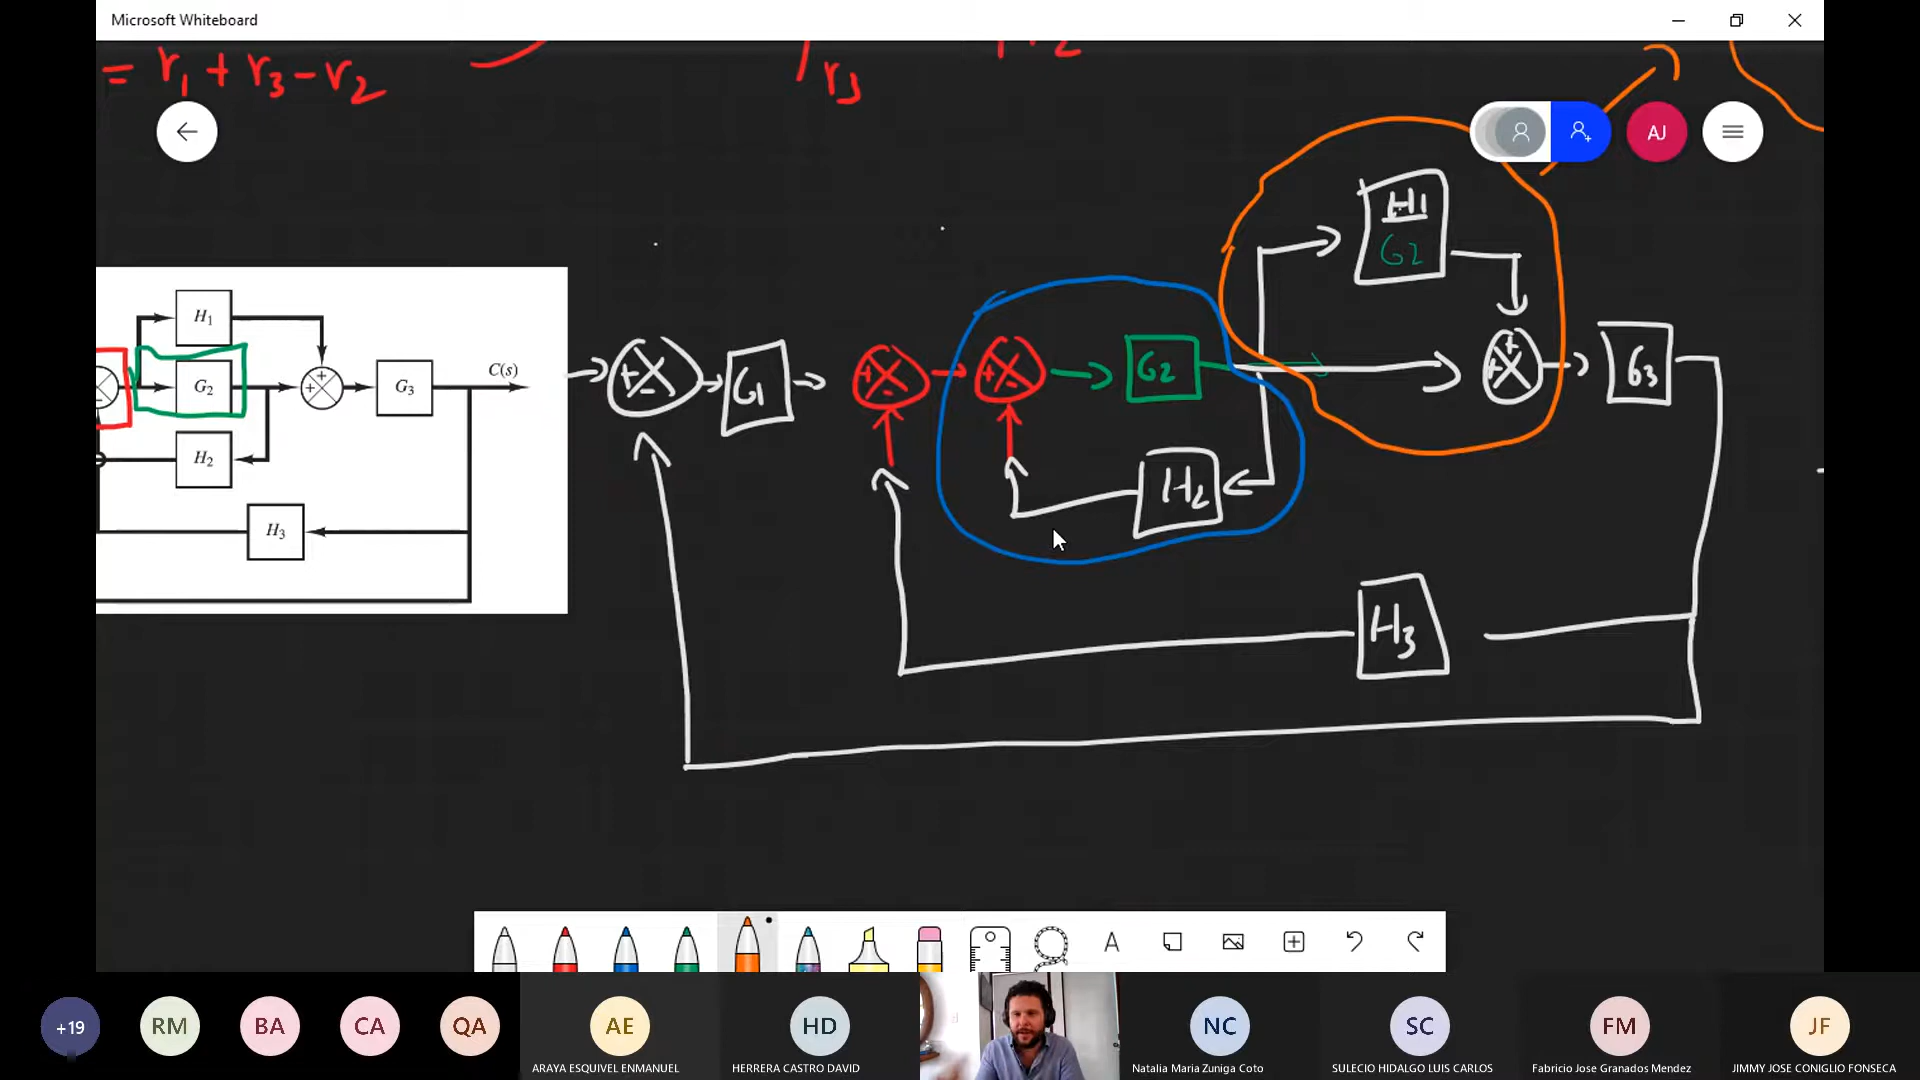 Microsoft Whiteboard
= r1 + r3 - r2
r3
AJ
H1
G2
H1
G2
G3
C(s)
H2
H3
+ -
G1
+ -
+ -
G2
+ +
G3
H2
H3
A
+19
RM
BA
CA
QA
AE
HD
NC
SC
FM
JF
ARAYA ESQUIVEL ENMANUEL
HERRERA CASTRO DAVID
Natalia Maria Zuniga Coto
SULECIO HIDALGO LUIS CARLOS
Fabricio Jose Granados Mendez
JIMMY JOSE CONIGLIO FONSECA